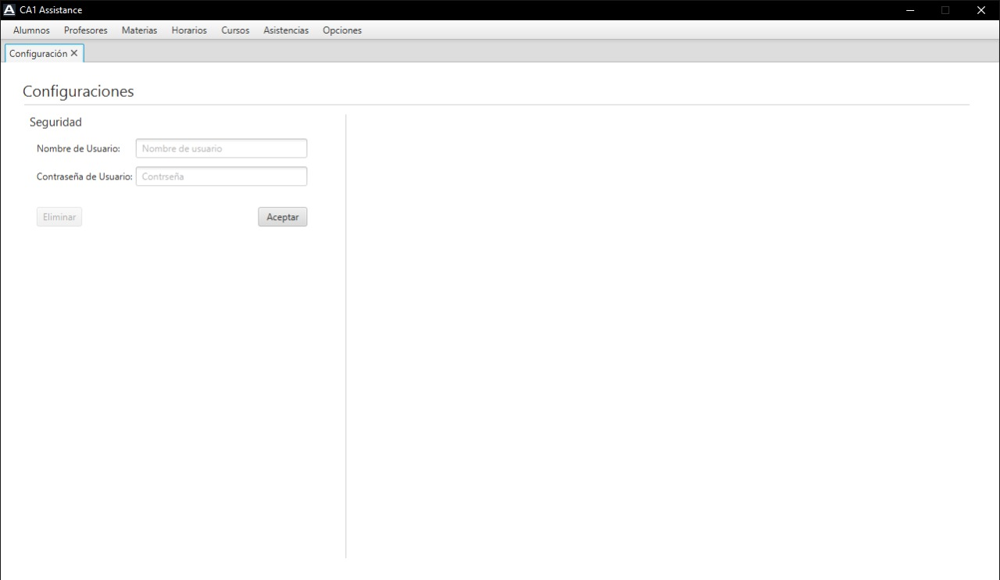 CA1 Assistance
Alumnos Profesores Materias Horarios Cursos Asistencias Opciones
Configuración
Configuraciones
Seguridad
Nombre de Usuario: Nombre de usuario
Contraseña de Usuario: Contrseña
Eliminar Aceptar